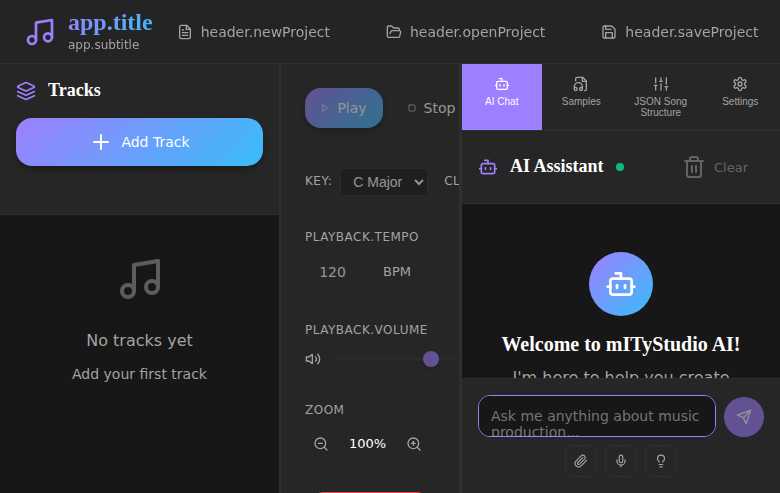 app.title
app.subtitle
header.newProject
header.openProject
header.saveProject
Tracks
Add Track
No tracks yet
Add your first track
Play
Stop
KEY:
C Major
PLAYBACK.TEMPO
120
BPM
PLAYBACK.VOLUME
ZOOM
100%
AI Chat
Samples
JSON Song
Structure
Settings
AI Assistant
Clear
Welcome to mITyStudio AI!
I'm here to help you create
Ask me anything about music
production...